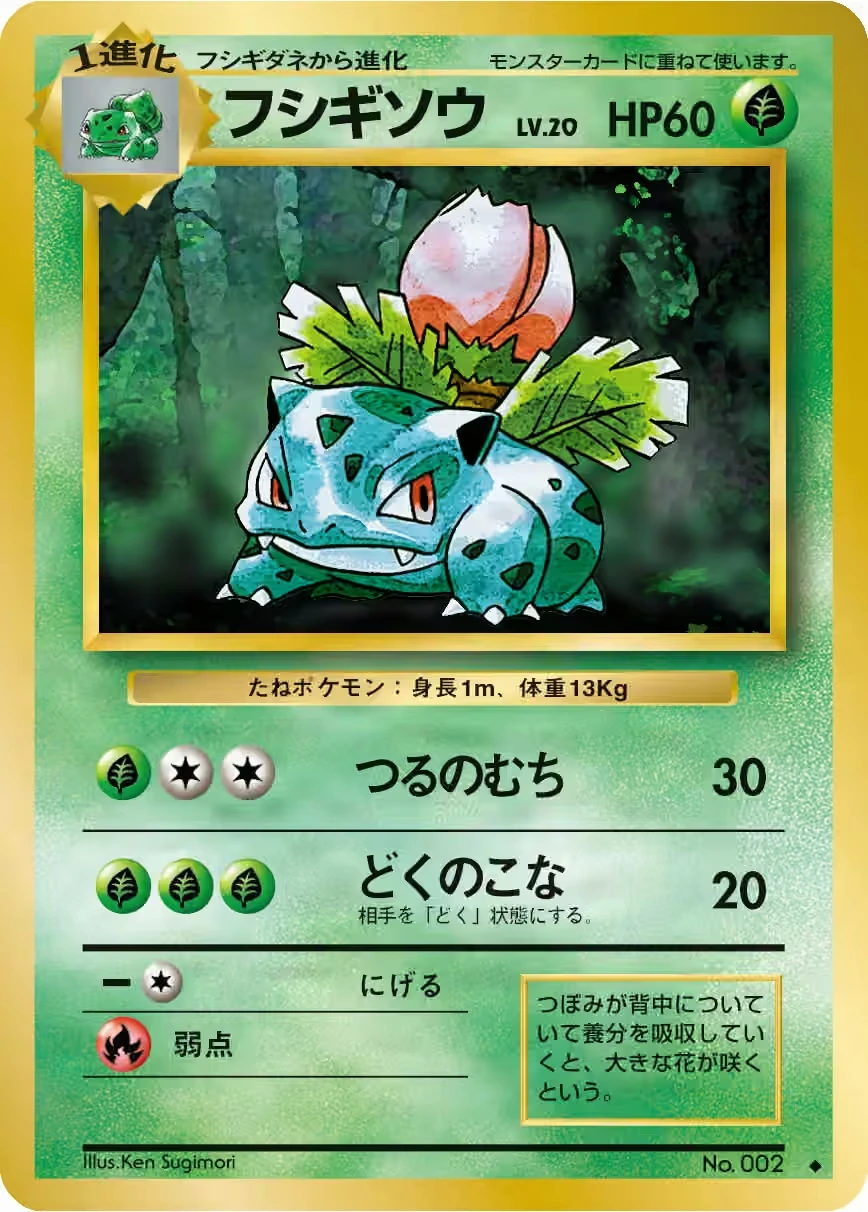 1進化
フシギダネから進化
モンスターカードに重ねて使います。
フシギソウ LV.20 HP60
たねポケモン：身長1m、体重13Kg
つるのむち 30
どくのこな 20
相手を「どく」状態にする。
にげる
弱点
つぼみが背中について
いて養分を吸収してい
くと、大きな花が咲く
という。
Illus.Ken Sugimori
No. 002